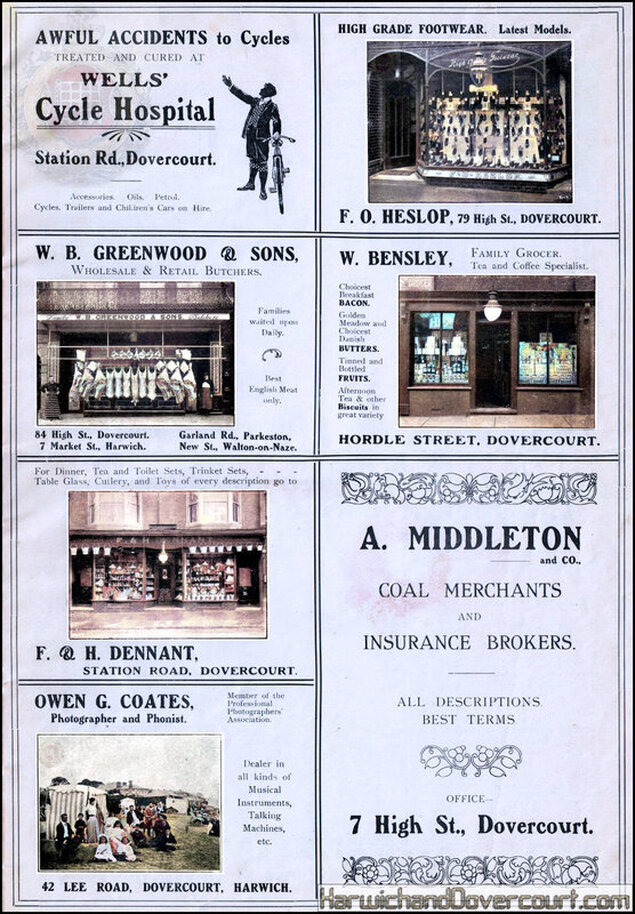 AWFUL ACCIDENTS to Cycles
TREATED AND CURED AT
WELLS'
Cycle Hospital
Station Rd., Dovercourt.
Accessories. Oils. Petrol.
Cycles, Trailers and Children's Cars on Hire.
HIGH GRADE FOOTWEAR. Latest Models.
High Grade Footwear
F. O. HESLOP, 79 High St., DOVERCOURT.
W. B. GREENWOOD & SONS,
WHOLESALE & RETAIL BUTCHERS.
W. B. GREENWOOD & SONS
Families
waited upon
Daily.
Best
English Meat
only.
84 High St., Dovercourt.
7 Market St., Harwich.
Garland Rd., Parkeston,
New St., Walton-on-Naze.
W. BENSLEY,
FAMILY GROCER.
Tea and Coffee Specialist.
Choicest
Breakfast
BACON.
Golden
Meadow and
Choicest
Danish
BUTTERS.
Tinned and
Bottled
FRUITS.
Afternoon
Tea & other
Biscuits in
great variety
HORDLE STREET, DOVERCOURT.
For Dinner, Tea and Toilet Sets, Trinket Sets, - - -
Table Glass, Cutlery, and Toys of every description go to
F. & H. DENNANT,
STATION ROAD, DOVERCOURT.
OWEN G. COATES,
Photographer and Phonist.
Member of the
Professional
Photographers'
Association.
Dealer in
all kinds of
Musical
Instruments,
Talking
Machines,
etc.
42 LEE ROAD, DOVERCOURT, HARWICH.
A. MIDDLETON
and CO.,
COAL MERCHANTS
AND
INSURANCE BROKERS.
ALL DESCRIPTIONS
BEST TERMS
OFFICE—
7 High St., Dovercourt.
HarwichandDovercourt.com